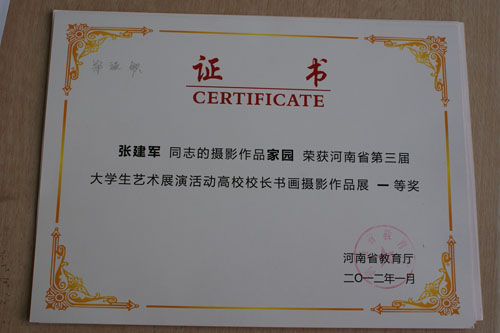 证 书
CERTIFICATE
张建军 同志的摄影作品家园 荣获河南省第三届
大学生艺术展演活动高校校长书画摄影作品展 一等奖
河南省教育厅
二〇一二年一月